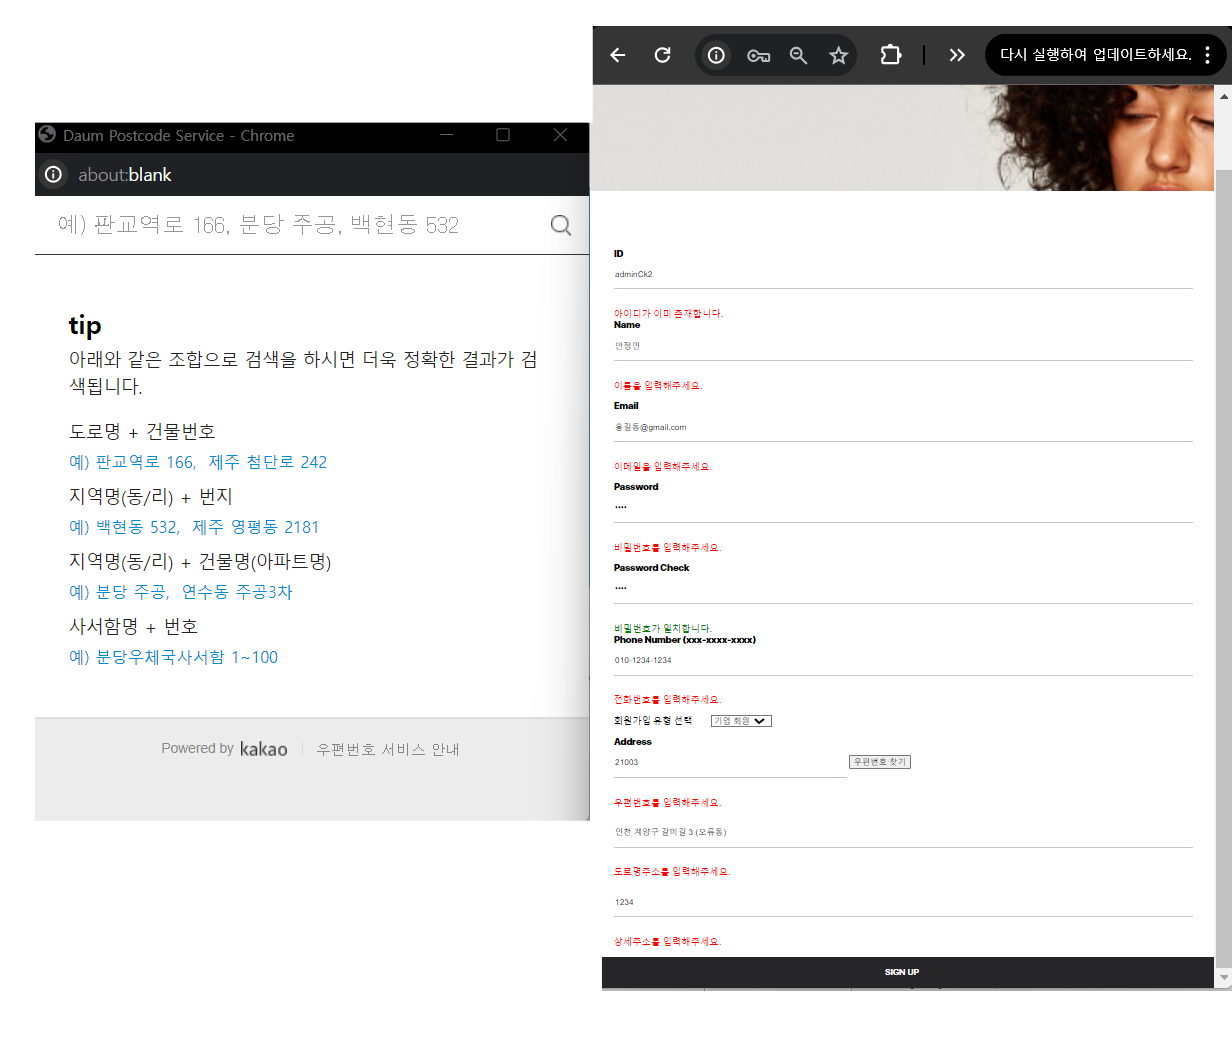 Daum Postcode Service - Chrome
about:blank
예) 판교역로 166, 분당 주공, 백현동 532
tip
아래와 같은 조합으로 검색을 하시면 더욱 정확한 결과가 검
색됩니다.
도로명 + 건물번호
예) 판교역로 166, 제주 첨단로 242
지역명(동/리) + 번지
예) 백현동 532, 제주 영평동 2181
지역명(동/리) + 건물명(아파트명)
예) 분당 주공, 연수동 주공3차
사서함명 + 번호
예) 분당우체국사서함 1~100
Powered by kakao 우편번호 서비스 안내
다시 실행하여 업데이트하세요.
ID
adminCk2
아이디가 이미 존재합니다.
Name
안정민
이름을 입력해주세요.
Email
홍길동@gmail.com
이메일을 입력해주세요.
Password
····
비밀번호를 입력해주세요.
Password Check
····
비밀번호가 일치합니다.
Phone Number (xxx-xxxx-xxxx)
010-1234-1234
전화번호를 입력해주세요.
회원가입 유형 선택 기업 회원
Address
21003 우편번호 찾기
우편번호를 입력해주세요.
인천 계양구 갈미길 3 (오류동)
도로명주소를 입력해주세요.
1234
상세주소를 입력해주세요.
SIGN UP